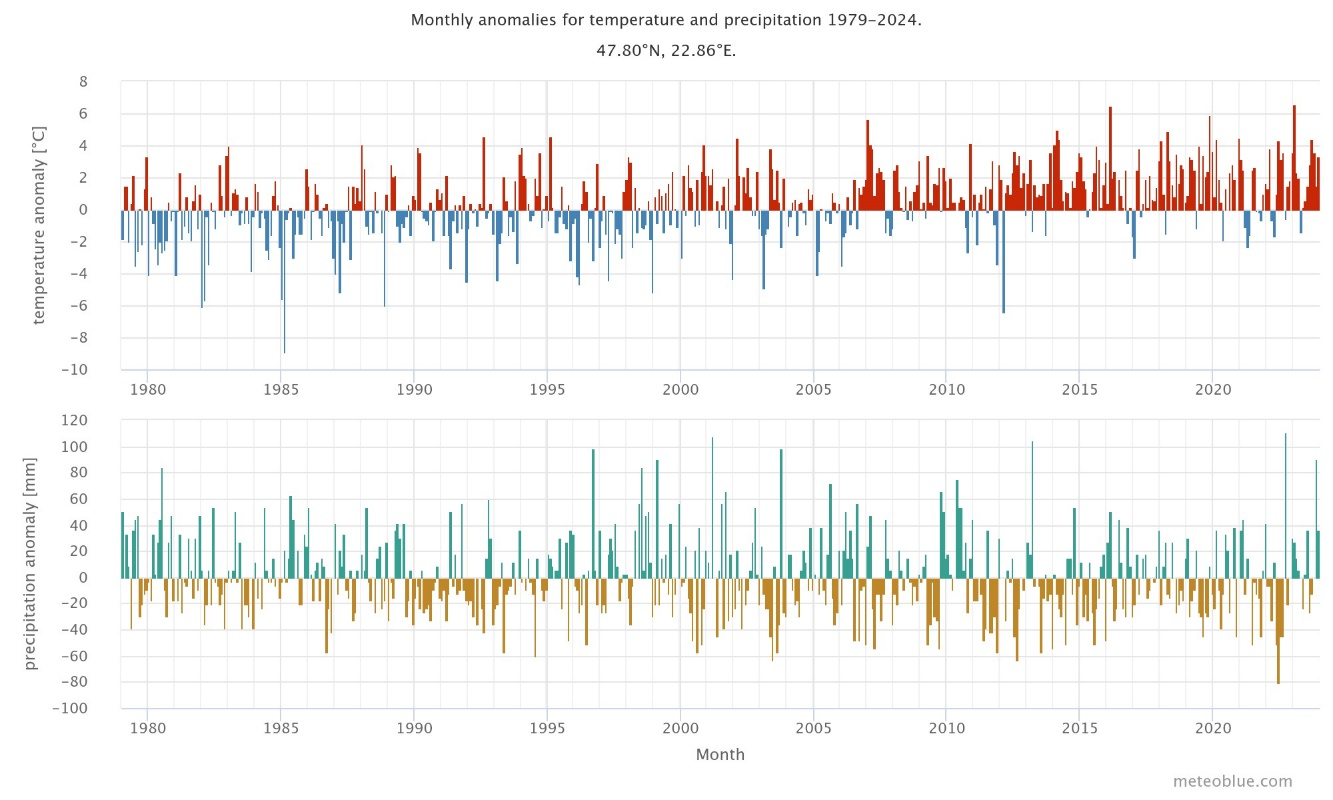 Monthly anomalies for temperature and precipitation 1979–2024.
47.80°N, 22.86°E.
temperature anomaly [°C]
8
6
4
2
0
−2
−4
−6
−8
−10
1980 1985 1990 1995 2000 2005 2010 2015 2020
precipitation anomaly [mm]
120
100
80
60
40
20
0
−20
−40
−60
−80
−100
1980 1985 1990 1995 2000 2005 2010 2015 2020
Month
meteoblue.com